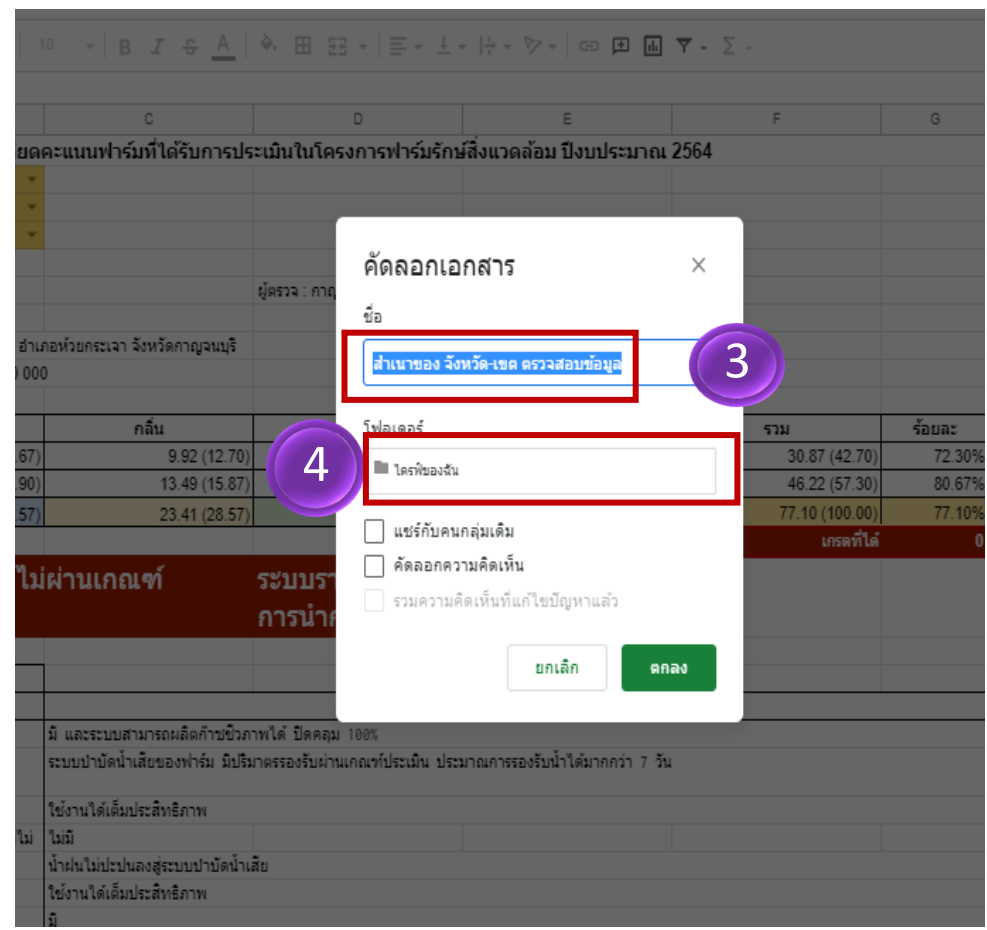 10 B I S A
C D E F G
ยดคะแนนฟาร์มที่ได้รับการประเมินในโครงการฟาร์มรักษ์สิ่งแวดล้อม ปีงบประมาณ 2564
คัดลอกเอกสาร
ผู้ตรวจ : กาญ
ชื่อ
อำเภอห้วยกระเจา จังหวัดกาญจนบุรี
สำเนาของ จังหวัด-เขต ตรวจสอบข้อมูล
3
000
กลิ่น โฟลเดอร์ รวม ร้อยละ
.67) 9.92 (12.70) 30.87 (42.70) 72.30%
4
ไดรฟ์ของฉัน
.90) 13.49 (15.87) 46.22 (57.30) 80.67%
.57) 23.41 (28.57) 77.10 (100.00) 77.10%
แชร์กับคนกลุ่มเดิม
เกรดที่ได้ 0
คัดลอกความคิดเห็น
ไม่ผ่านเกณฑ์ ระบบรา
รวมความคิดเห็นที่แก้ไขปัญหาแล้ว
การนำก
ยกเลิก ตกลง
มี และระบบสามารถผลิตก๊าซชีวภาพได้ ปิดคลุม 100%
ระบบบำบัดน้ำเสียของฟาร์ม มีปริมาตรรองรับผ่านเกณฑ์ประเมิน ประมาณการรองรับน้ำได้มากกว่า 7 วัน
ใช้งานได้เต็มประสิทธิภาพ
ไม่ ไม่มี
น้ำฝนไม่ปะปนลงสู่ระบบบำบัดน้ำเสีย
ใช้งานได้เต็มประสิทธิภาพ
มี